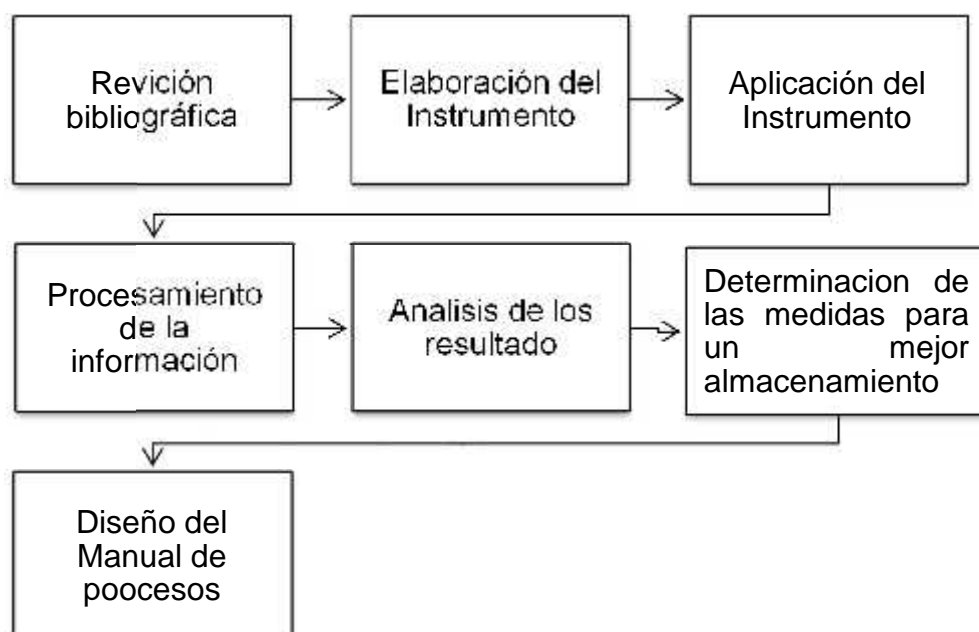 Revición
bibliográfica
Elaboración del
Instrumento
Aplicación del
Instrumento
Procesamiento
de la
información
Analisis de los
resultado
Determinacion de
las medidas para
un mejor
almacenamiento
Diseño del
Manual de
poocesos